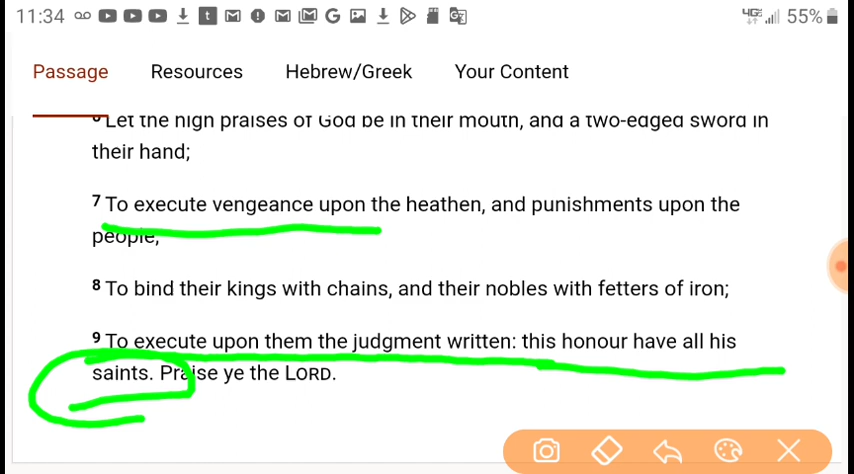 11:34 4G 55%
Passage Resources Hebrew/Greek Your Content
6 Let the high praises of God be in their mouth, and a two-edged sword in
their hand;
7 To execute vengeance upon the heathen, and punishments upon the
people;
8 To bind their kings with chains, and their nobles with fetters of iron;
9 To execute upon them the judgment written: this honour have all his
saints. Praise ye the LORD.